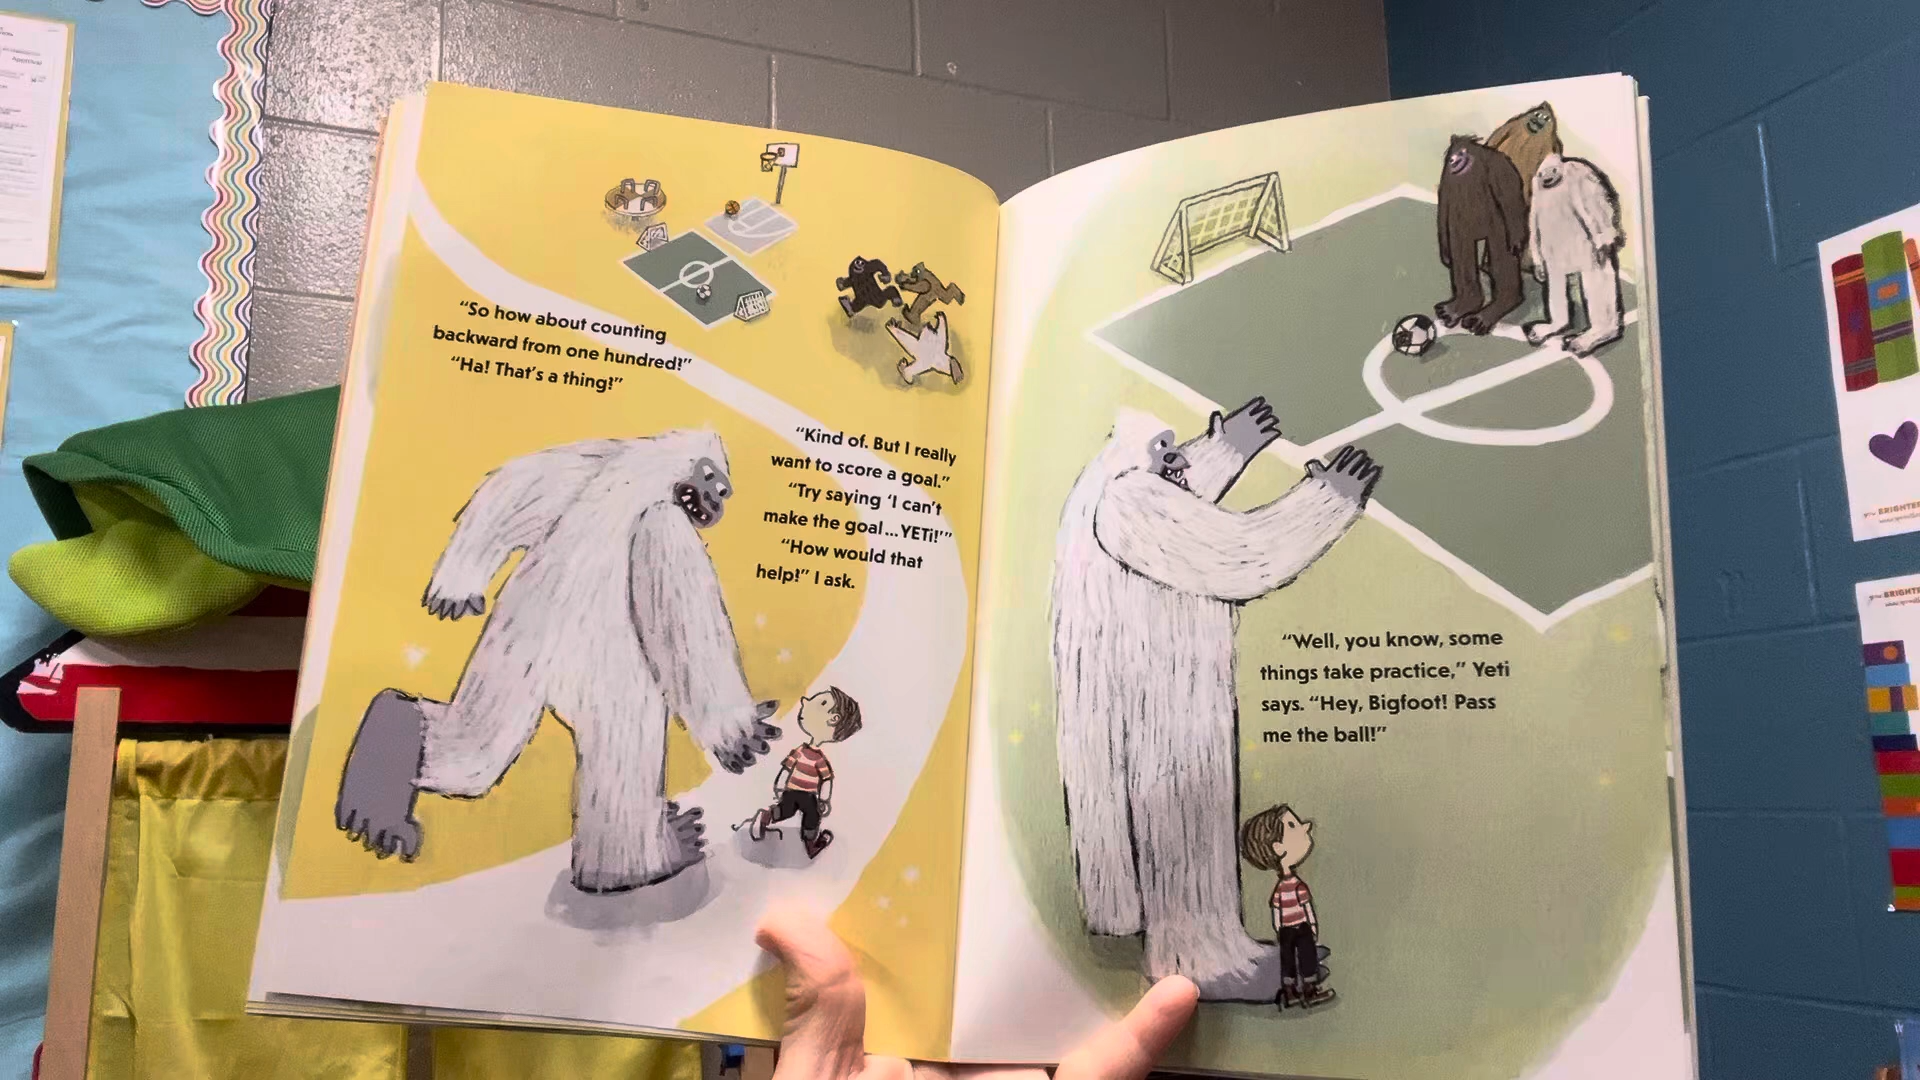 “So how about counting
backward from one hundred?”
“Ha! That’s a thing?”
“Kind of. But I really
want to score a goal.”
“Try saying ‘I can’t
make the goal...YETi!’”
“How would that
help?” I ask.
“Well, you know, some
things take practice,” Yeti
says. “Hey, Bigfoot! Pass
me the ball!”